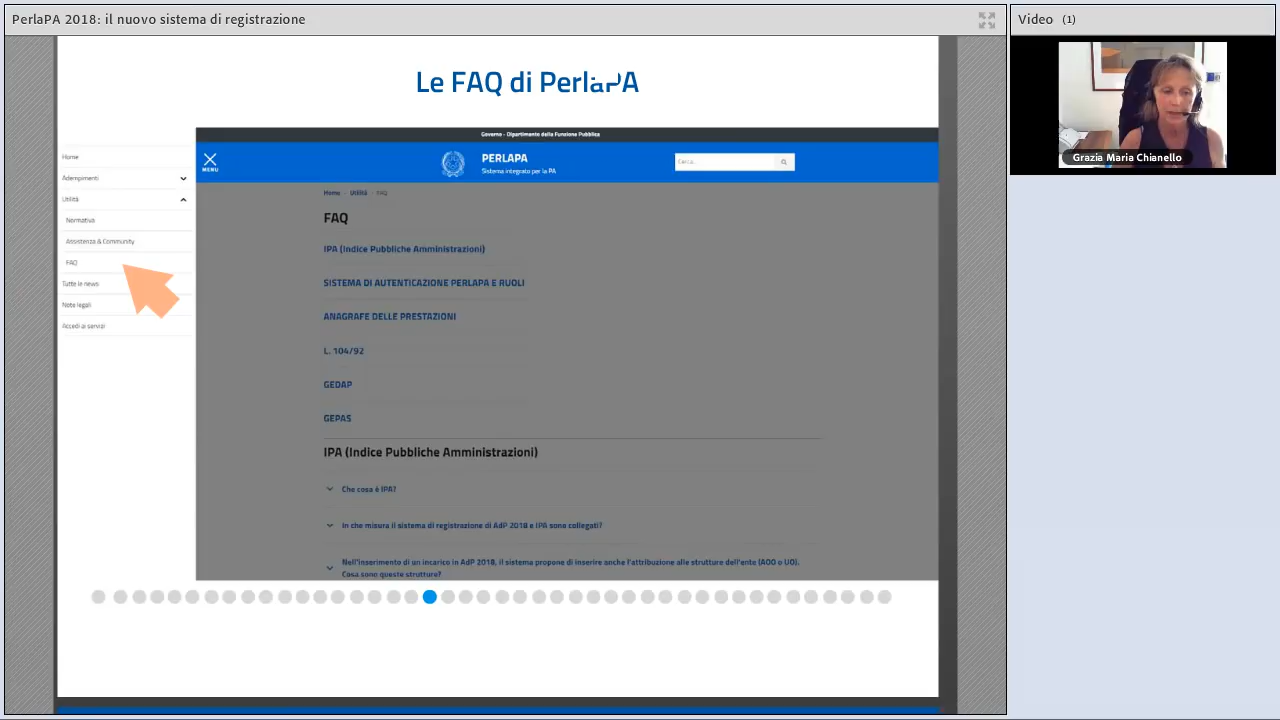 PerlaPA 2018: il nuovo sistema di registrazione
Video (1)
Grazia Maria Chianello
Le FAQ di PerlaPA
Governo - Dipartimento della Funzione Pubblica
MENU
PERLAPA
Sistema integrato per la PA
Cerca...
Home
Adempimenti
Utilità
Normativa
Assistenza & Community
FAQ
Tutte le news
Note legali
Accedi ai servizi
Home - Utilità - FAQ
FAQ
IPA (Indice Pubbliche Amministrazioni)
SISTEMA DI AUTENTICAZIONE PERLAPA E RUOLI
ANAGRAFE DELLE PRESTAZIONI
L. 104/92
GEDAP
GEPAS
IPA (Indice Pubbliche Amministrazioni)
Che cosa è IPA?
In che misura il sistema di registrazione di AdP 2018 e IPA sono collegati?
Nell'inserimento di un incarico in AdP 2018, il sistema propone di inserire anche l'attribuzione alle strutture dell'ente (AOO o UO).
Cosa sono queste strutture?